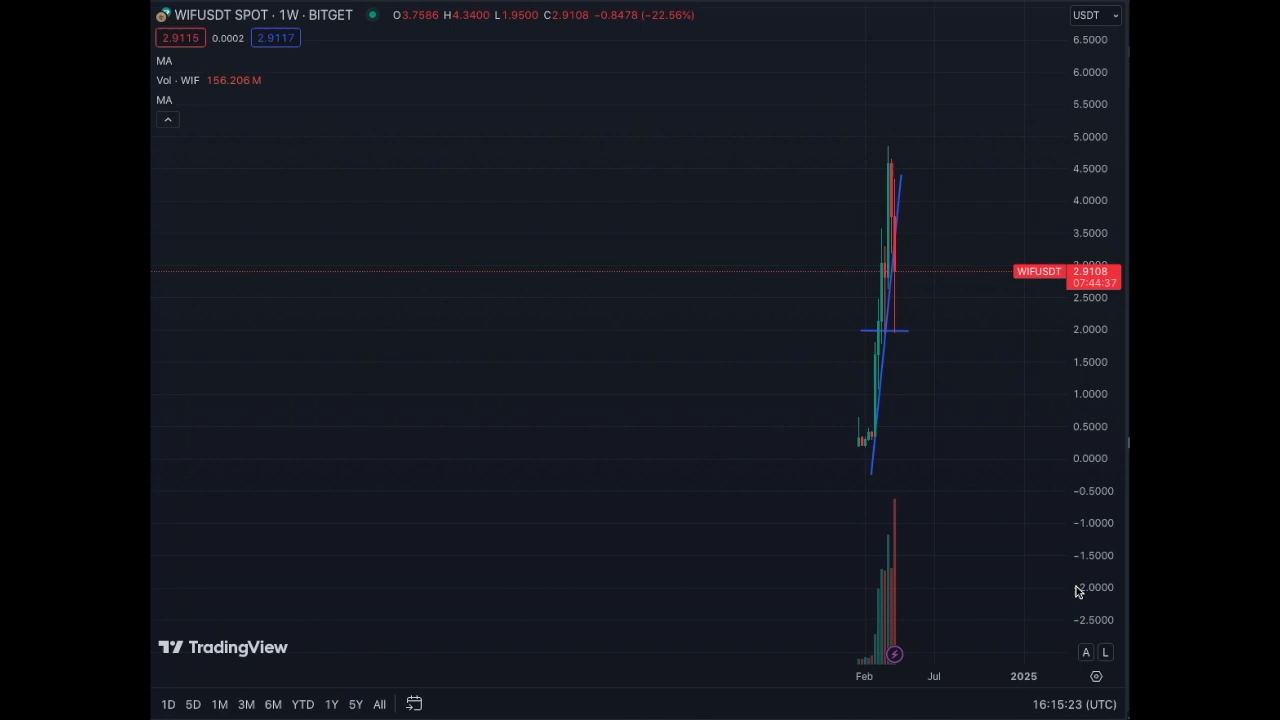 WIFUSDT SPOT · 1W · BITGET O3.7586 H4.3400 L1.9500 C2.9108 −0.8478 (−22.56%)
USDT
2.9115 0.0002 2.9117
MA
Vol · WIF 156.206 M
MA
6.5000
6.0000
5.5000
5.0000
4.5000
4.0000
3.5000
WIFUSDT 2.9108
07:44:37
2.5000
2.0000
1.5000
1.0000
0.5000
0.0000
−0.5000
−1.0000
−1.5000
−2.0000
−2.5000
TradingView
A L
Feb Jul 2025
1D 5D 1M 3M 6M YTD 1Y 5Y All
16:15:23 (UTC)